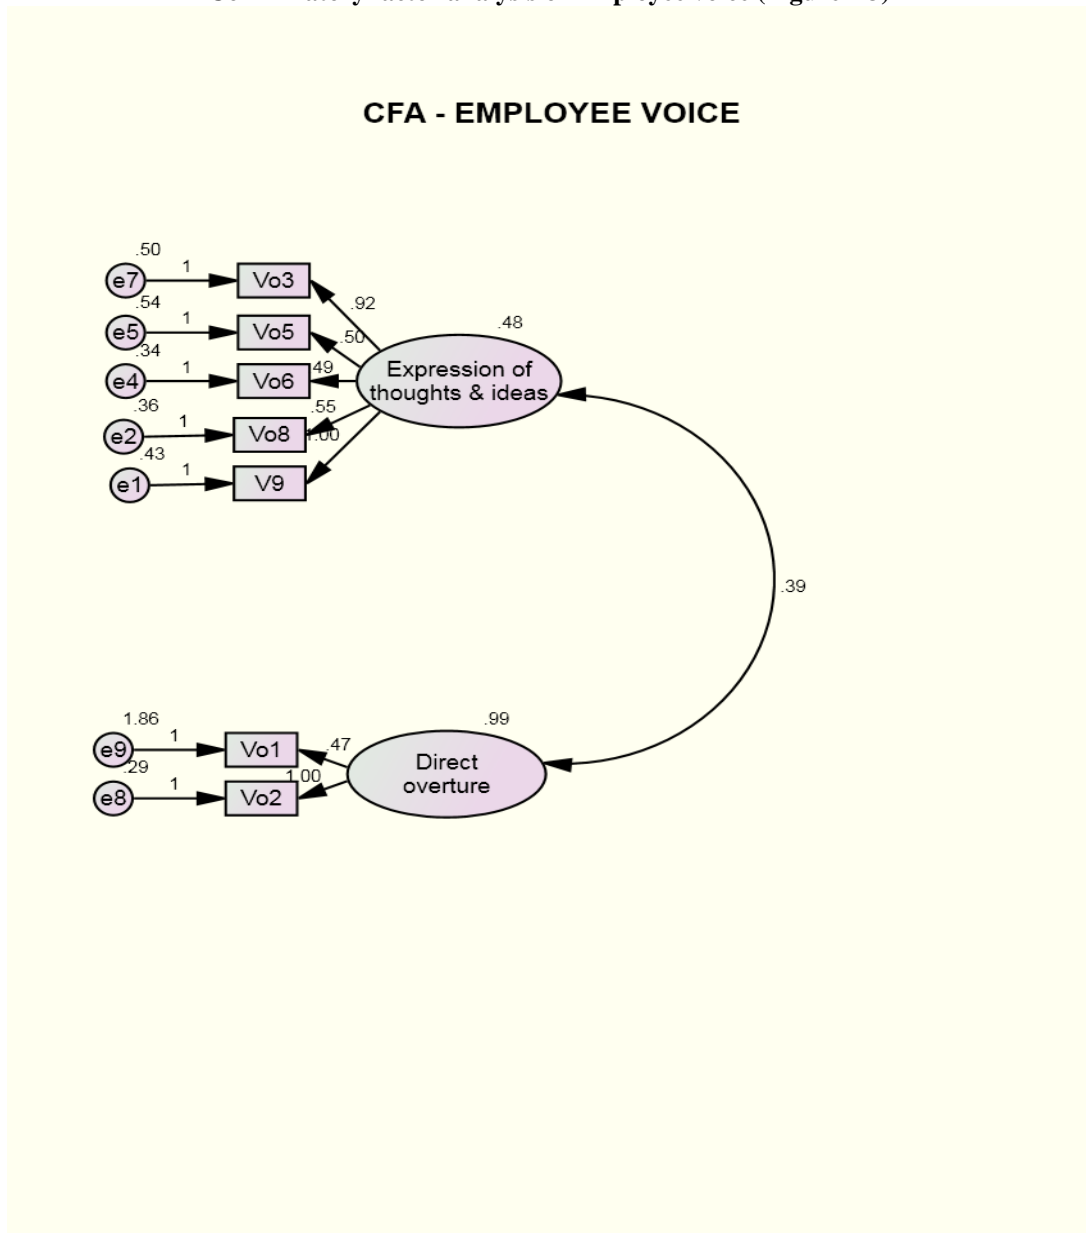 CFA - EMPLOYEE VOICE
.50
e7 1 Vo3
.92
.54
e5 1 Vo5
.50
.34
e4 1 Vo6
49
.36
e2 1 Vo8
.55
.43
e1 1 V9
1.00
.48
Expression of
thoughts & ideas
.39
1.86
e9 1 Vo1
.47
.29
e8 1 Vo2
1.00
.99
Direct
overture